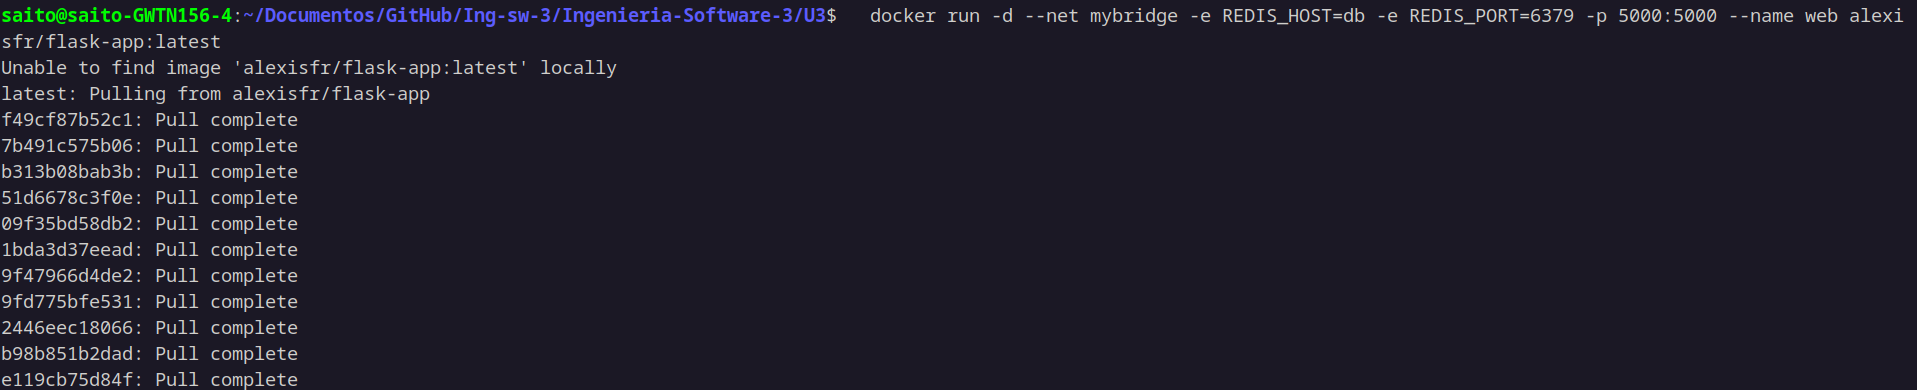 saito@saito-GWTN156-4:~/Documentos/GitHub/Ing-sw-3/Ingenieria-Software-3/U3$   docker run -d --net mybridge -e REDIS_HOST=db -e REDIS_PORT=6379 -p 5000:5000 --name web alexi
sfr/flask-app:latest
Unable to find image 'alexisfr/flask-app:latest' locally
latest: Pulling from alexisfr/flask-app
f49cf87b52c1: Pull complete
7b491c575b06: Pull complete
b313b08bab3b: Pull complete
51d6678c3f0e: Pull complete
09f35bd58db2: Pull complete
1bda3d37eead: Pull complete
9f47966d4de2: Pull complete
9fd775bfe531: Pull complete
2446eec18066: Pull complete
b98b851b2dad: Pull complete
e119cb75d84f: Pull complete